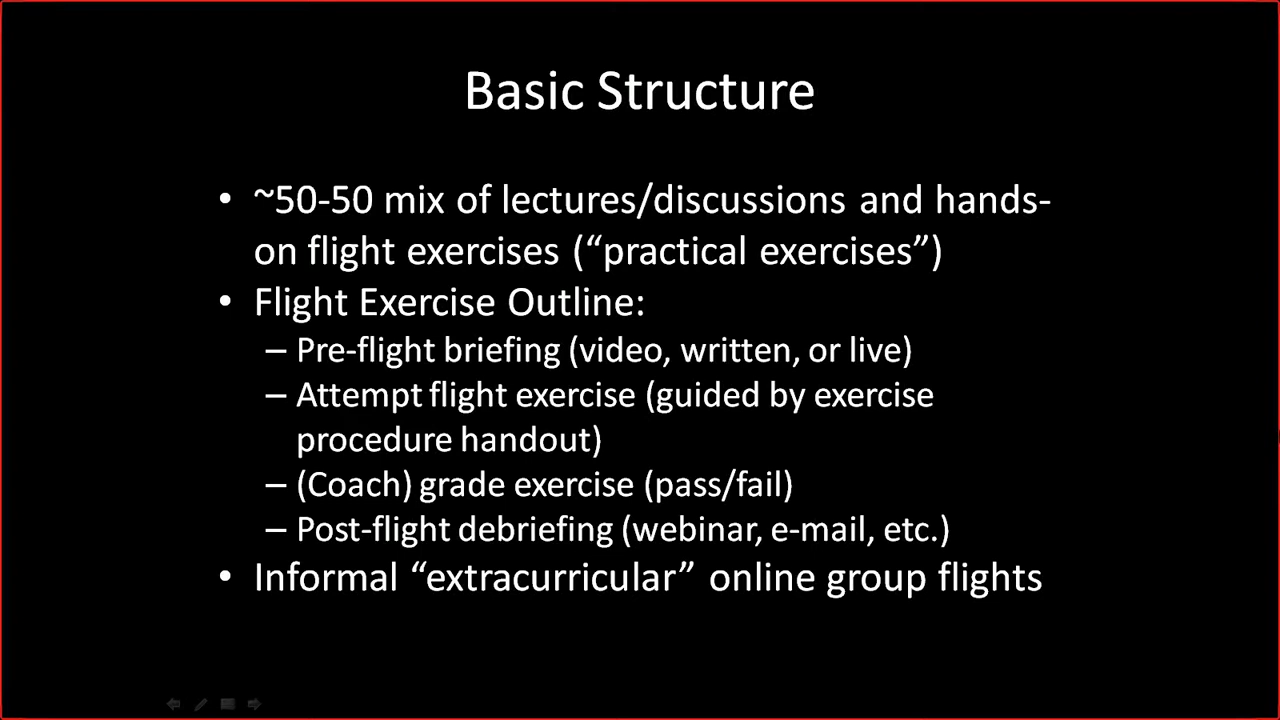 Basic Structure
• ~50-50 mix of lectures/discussions and hands-
on flight exercises (“practical exercises”)
• Flight Exercise Outline:
– Pre-flight briefing (video, written, or live)
– Attempt flight exercise (guided by exercise
procedure handout)
– (Coach) grade exercise (pass/fail)
– Post-flight debriefing (webinar, e-mail, etc.)
• Informal “extracurricular” online group flights